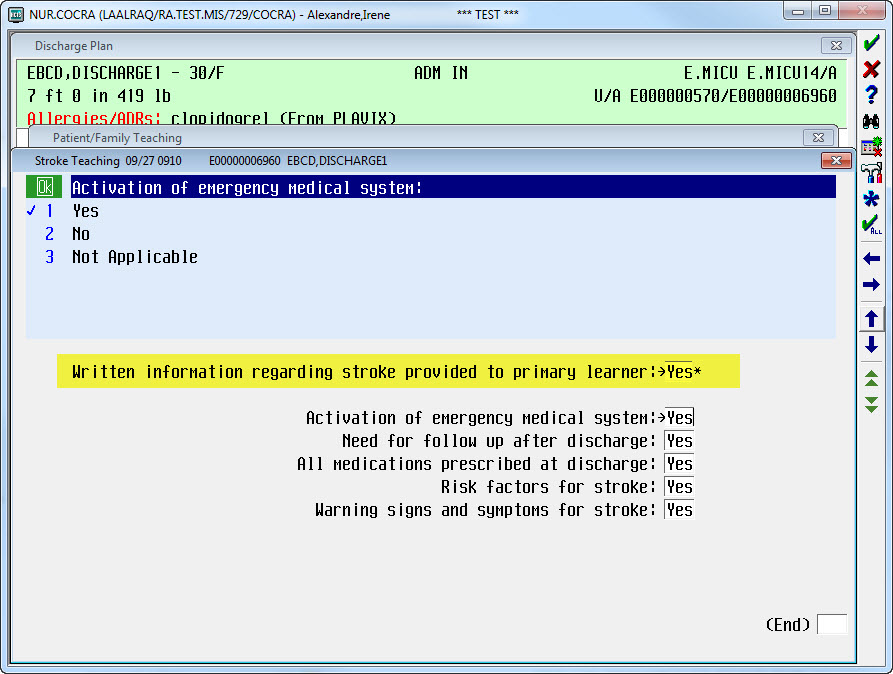 NUR.COCRA (LAALRAQ/RA.TEST.MIS/729/COCRA) - Alexandre,Irene *** TEST ***
Discharge Plan
EBCD,DISCHARGE1 - 30/F ADM IN E.MICU E.MICU14/A
7 ft 0 in 419 lb U/A E000000570/E00000006960
Allergies/ADRs: clopidogrel (From PLAVIX)
Patient/Family Teaching
Stroke Teaching 09/27 0910 E00000006960 EBCD,DISCHARGE1
Ok Activation of emergency medical system:
✓ 1 Yes
2 No
3 Not Applicable
Written information regarding stroke provided to primary learner:→Yes*
Activation of emergency medical system:→Yes
Need for follow up after discharge: Yes
All medications prescribed at discharge: Yes
Risk factors for stroke: Yes
Warning signs and symptoms for stroke: Yes
(End)
ALL